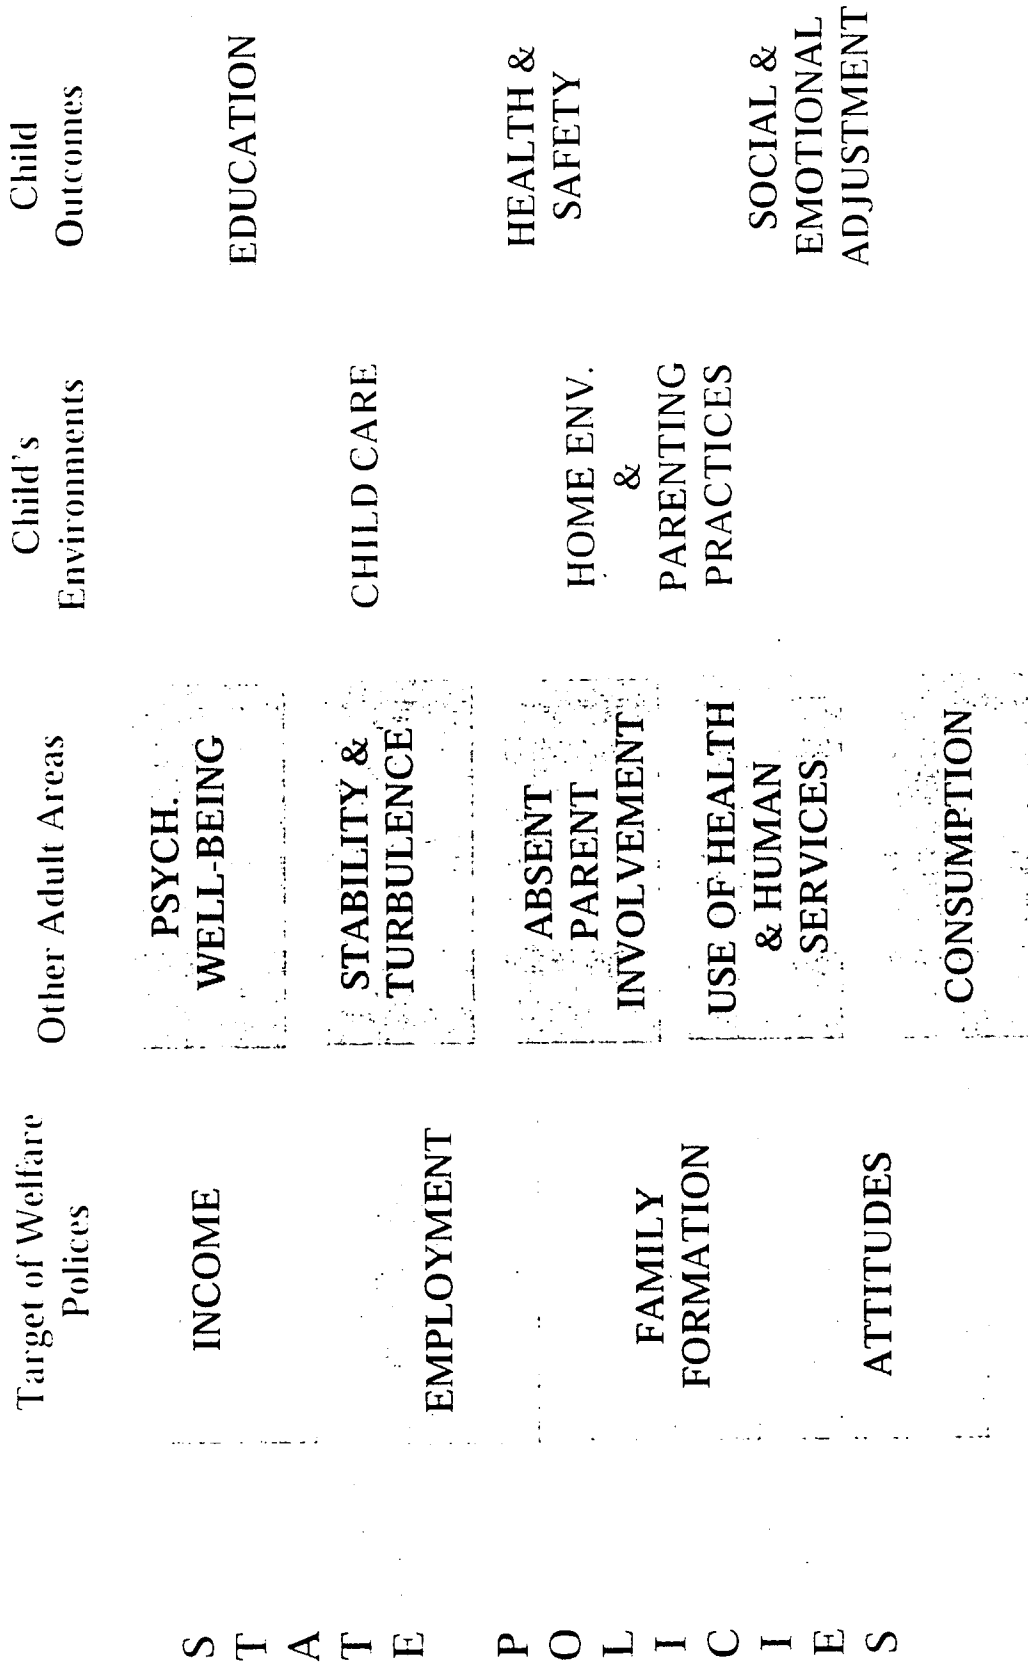 Target of Welfare
Polices
Other Adult Areas
Child's
Environments
Child
Outcomes
STATE POLICIES
INCOME
EMPLOYMENT
FAMILY
FORMATION
ATTITUDES
PSYCH.
WELL-BEING
STABILITY &
TURBULENCE
ABSENT
PARENT
INVOLVEMENT
USE OF HEALTH
& HUMAN
SERVICES
CONSUMPTION
CHILD CARE
HOME ENV.
&
PARENTING
PRACTICES
EDUCATION
HEALTH &
SAFETY
SOCIAL &
EMOTIONAL
ADJUSTMENT